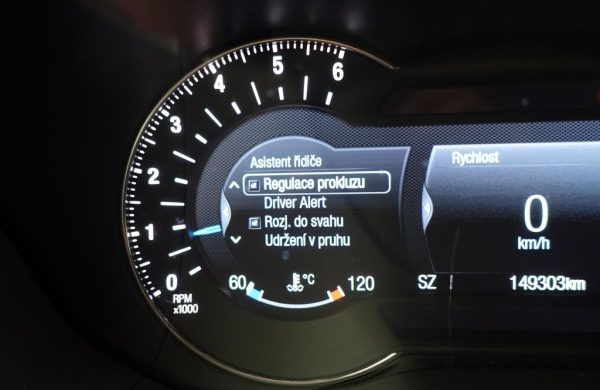 6
5
4
3
2
1
0
RPM
x1000
Asistent řidiče
Regulace prokluzu
Driver Alert
Rozj. do svahu
Udržení v pruhu
60 °C 120
Rychlost
0
km/h
SZ 149303km